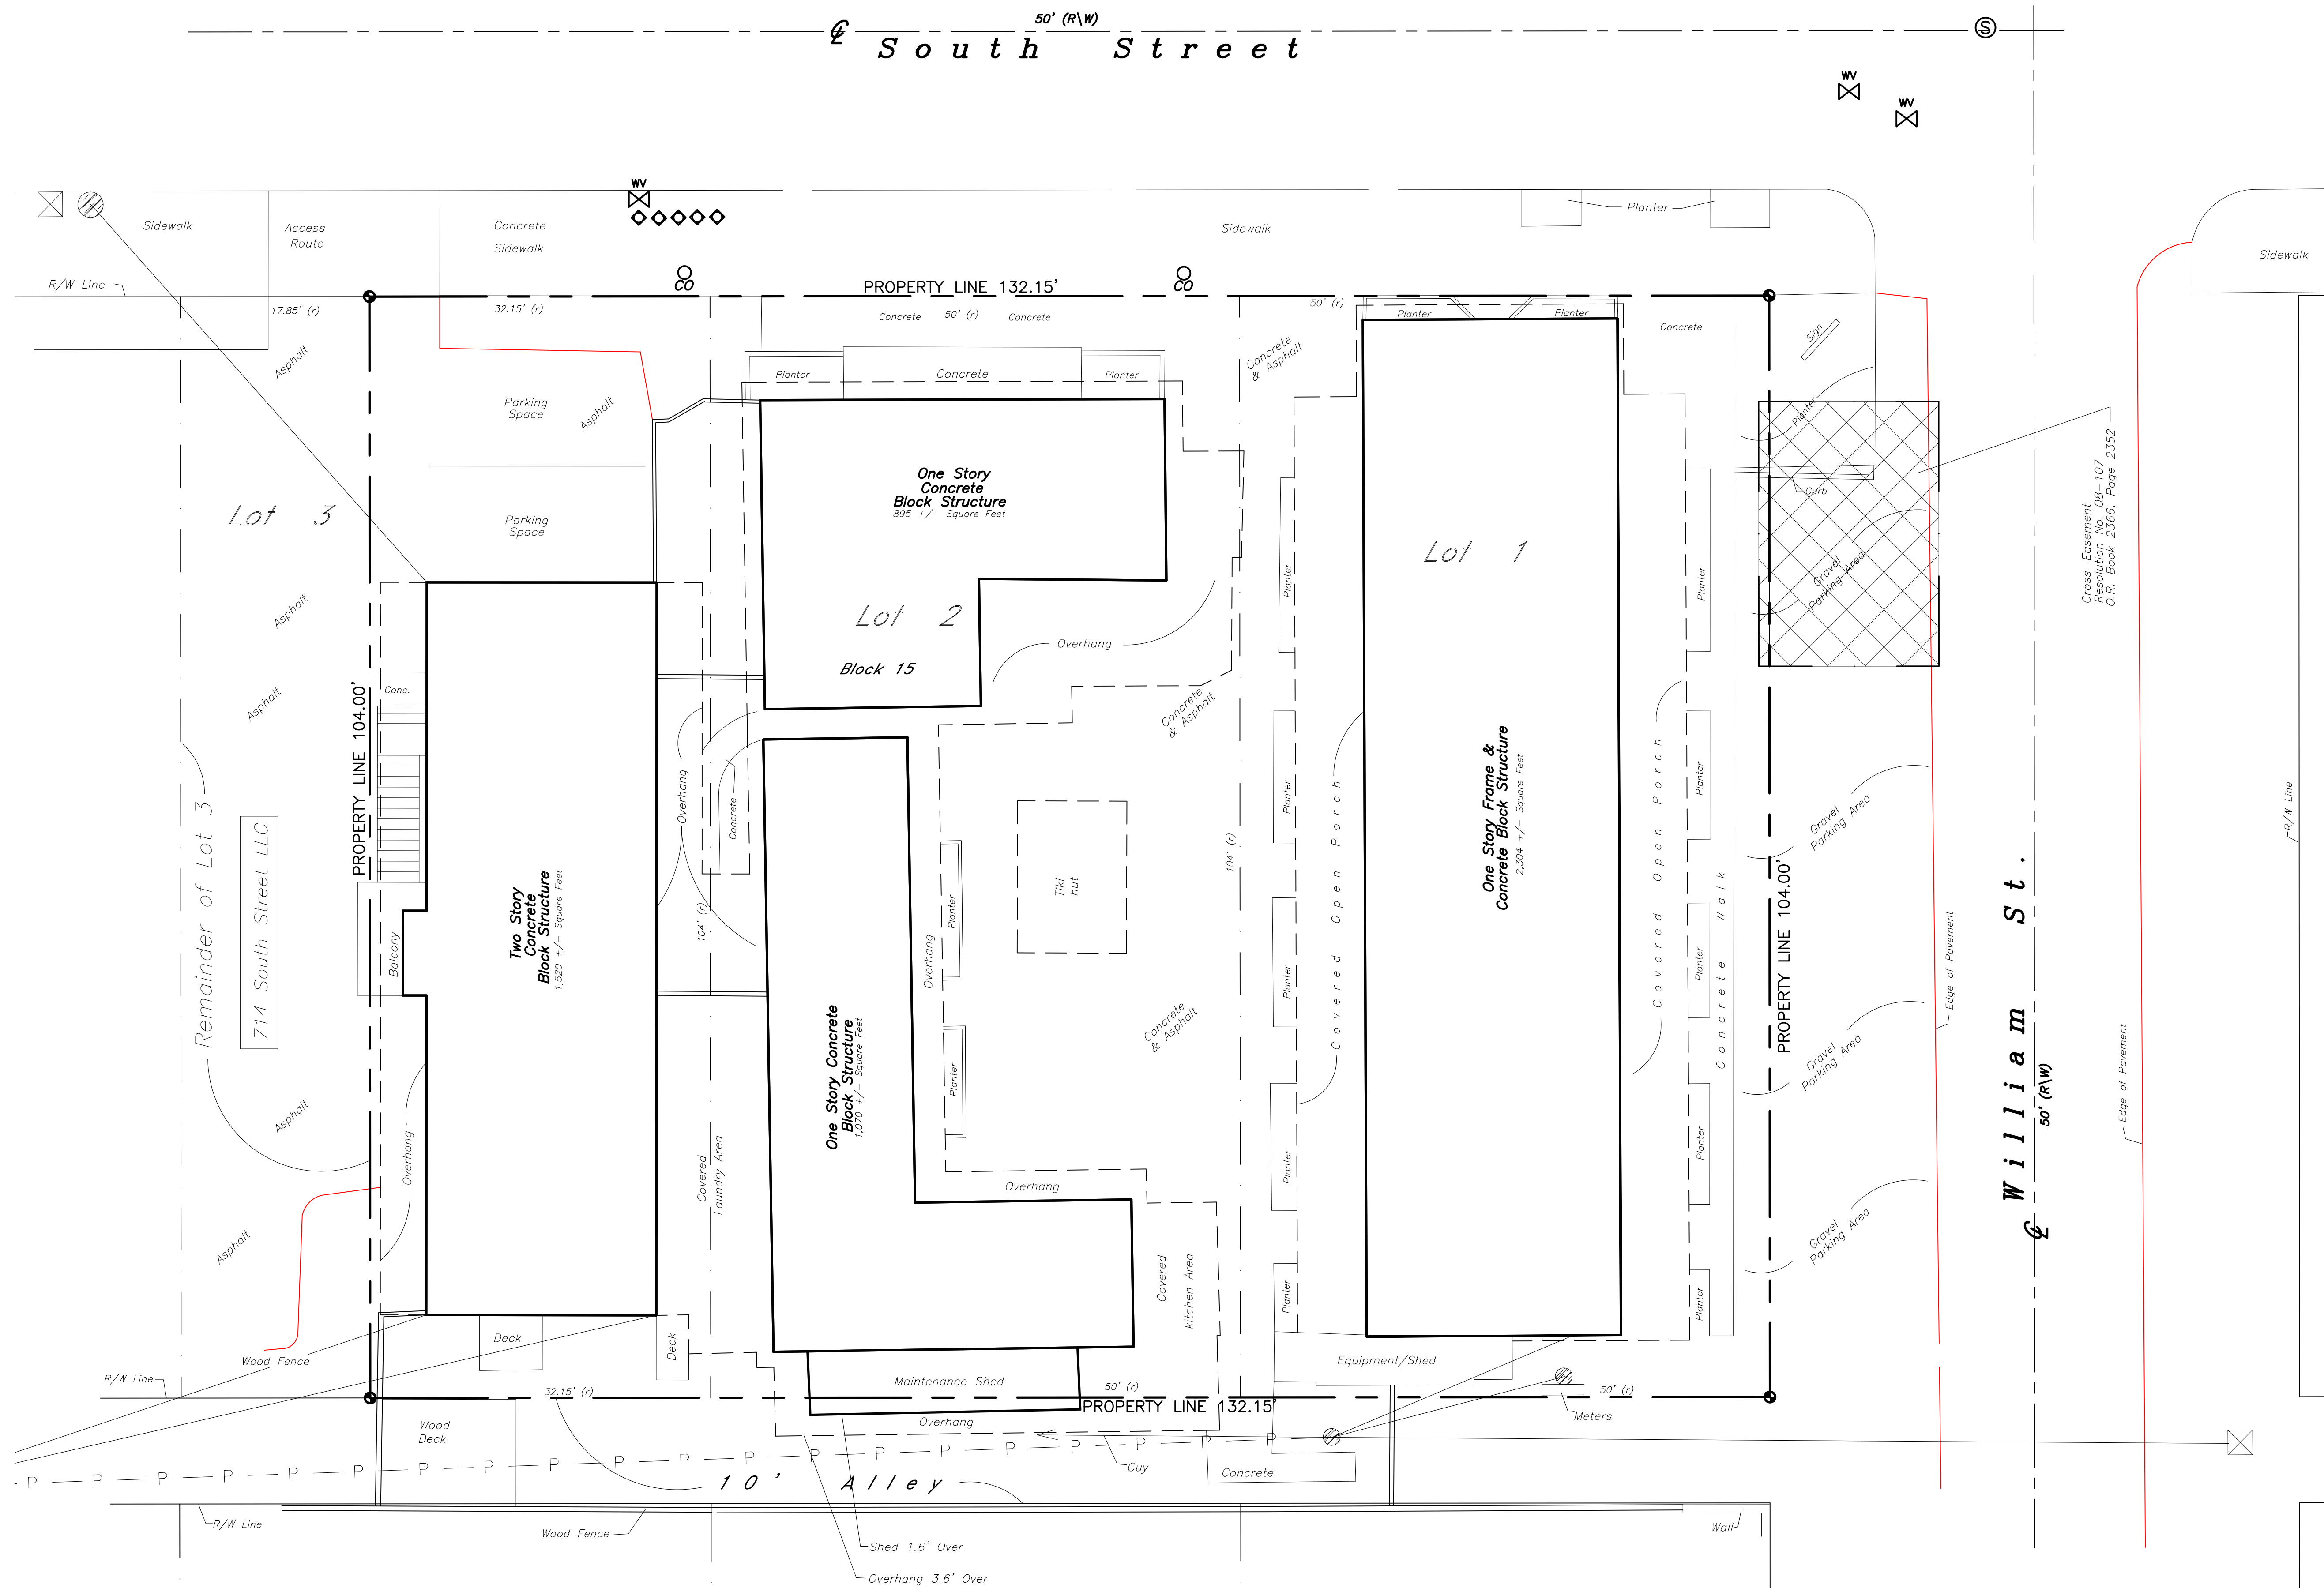 50' (R\W)
℄ South Street
S
WV
WV
WV
Sidewalk
Access
Route
Concrete
Sidewalk
Sidewalk
Planter
Sidewalk
R/W Line
CO
PROPERTY LINE 132.15'
CO
17.85' (r)
32.15' (r)
Concrete
50' (r)
Concrete
50' (r)
Planter
Planter
Concrete
Sign
Asphalt
Parking
Space
Asphalt
Planter
Concrete
Planter
Concrete
& Asphalt
Planter
Lot 3
Parking
Space
One Story
Concrete
Block Structure
895 +/- Square Feet
Lot 1
Curb
Gravel
Parking Area
Cross-Easement
Resolution No. 08-107
O.R. Book 2366, Page 2352
Asphalt
Lot 2
Block 15
Overhang
Planter
Planter
Asphalt
Conc.
PROPERTY LINE 104.00'
Concrete
& Asphalt
Overhang
Concrete
Planter
Planter
Covered Open Porch
Covered Open Porch
One Story Frame &
Concrete Block Structure
2,304 +/- Square Feet
Gravel
Parking Area
R/W Line
Remainder of Lot 3
714 South Street LLC
Two Story
Concrete
Block Structure
1,520 +/- Square Feet
104' (r)
Tiki
hut
104' (r)
Planter
Overhang
Balcony
Planter
Planter
Concrete Walk
PROPERTY LINE 104.00'
Edge of Pavement
William St.
℄
50' (R\W)
Edge of Pavement
Concrete
& Asphalt
Gravel
Parking Area
Planter
One Story Concrete
Block Structure
1,070 +/- Square Feet
Asphalt
Overhang
Covered
Laundry Area
Planter
Planter
Overhang
Asphalt
Gravel
Parking Area
Covered
kitchen Area
Planter
Planter
Wood Fence
Deck
Deck
Equipment/Shed
R/W Line
32.15' (r)
Maintenance Shed
50' (r)
50' (r)
PROPERTY LINE 132.15'
Meters
Wood
Deck
Overhang
P P P P P P P P P P P P P P P P P P P P
Guy
Concrete
10' Alley
R/W Line
Wood Fence
Wall
Shed 1.6' Over
Overhang 3.6' Over